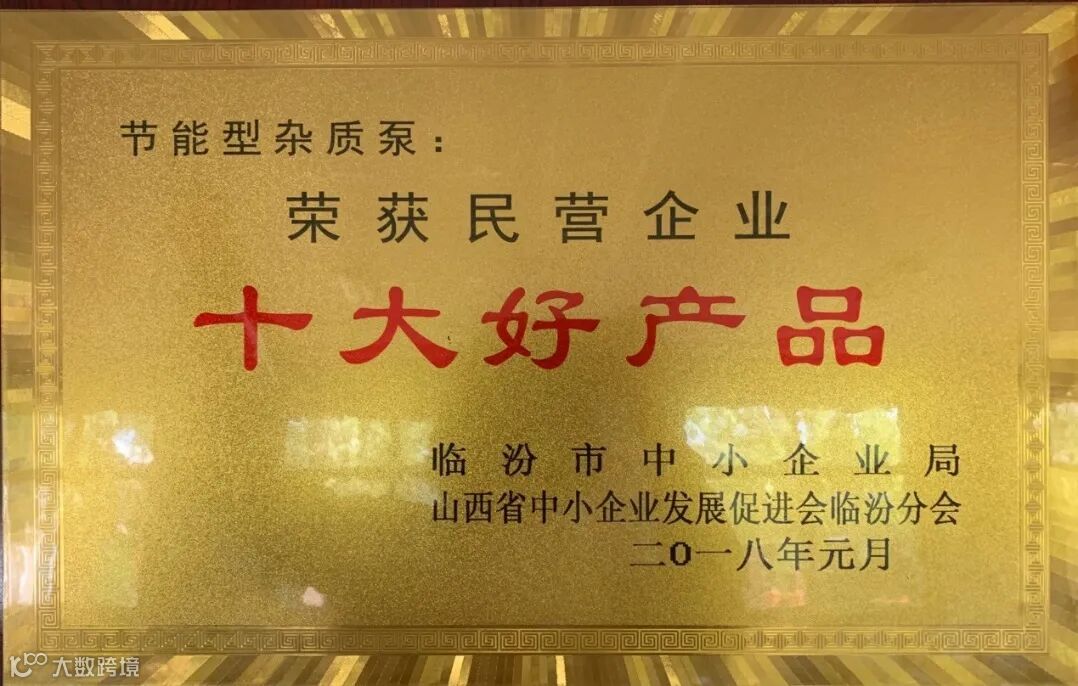 节能型杂质泵：
荣获民营企业
十大好产品
临汾市中小企业局
山西省中小企业发展促进会临汾分会
二0一八年元月
大数跨境